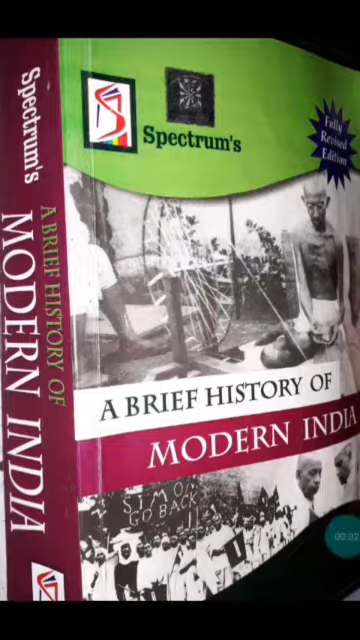 Spectrum's
A BRIEF HISTORY OF
MODERN INDIA
Spectrum's
Fully
Revised
Edition
A BRIEF HISTORY OF
MODERN INDIA
SIMON
GO BACK
00:02